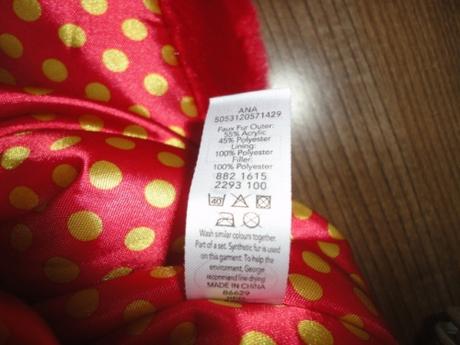 ANA
5053120571429
Faux Fur Outer:
55% Acrylic
45% Polyester
Lining:
100% Polyester
Filler
100% Polyester
882 1615
2293 100
40
Wash similar colours together.
Part of a set. Synthetic fur is used
on this garment. To help the
environment, George
recommend line drying.
MADE IN CHINA
86629